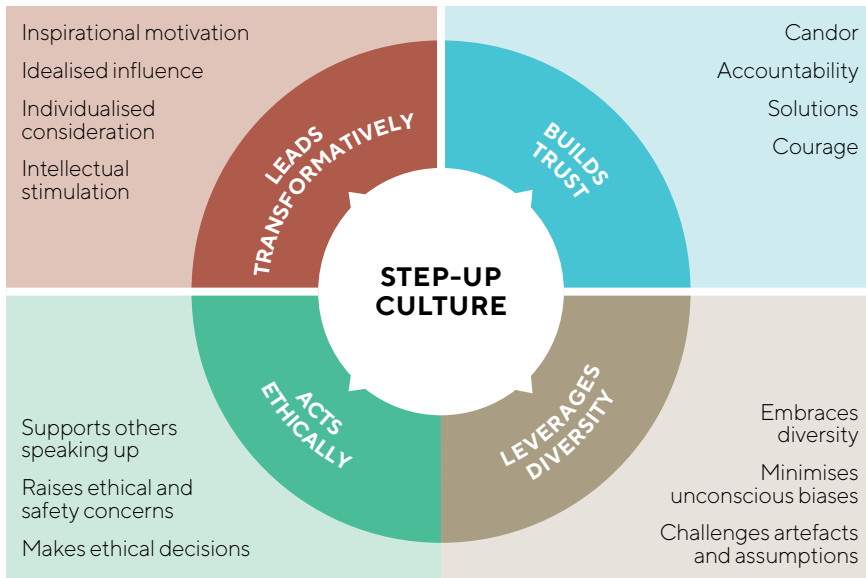 Inspirational motivation
Idealised influence
Individualised
consideration
Intellectual
stimulation
LEADS
TRANSFORMATIVELY
BUILDS
TRUST
Candor
Accountability
Solutions
Courage
STEP-UP
CULTURE
ACTS
ETHICALLY
Supports others
speaking up
Raises ethical and
safety concerns
Makes ethical decisions
LEVERAGES
DIVERSITY
Embraces
diversity
Minimises
unconscious biases
Challenges artefacts
and assumptions